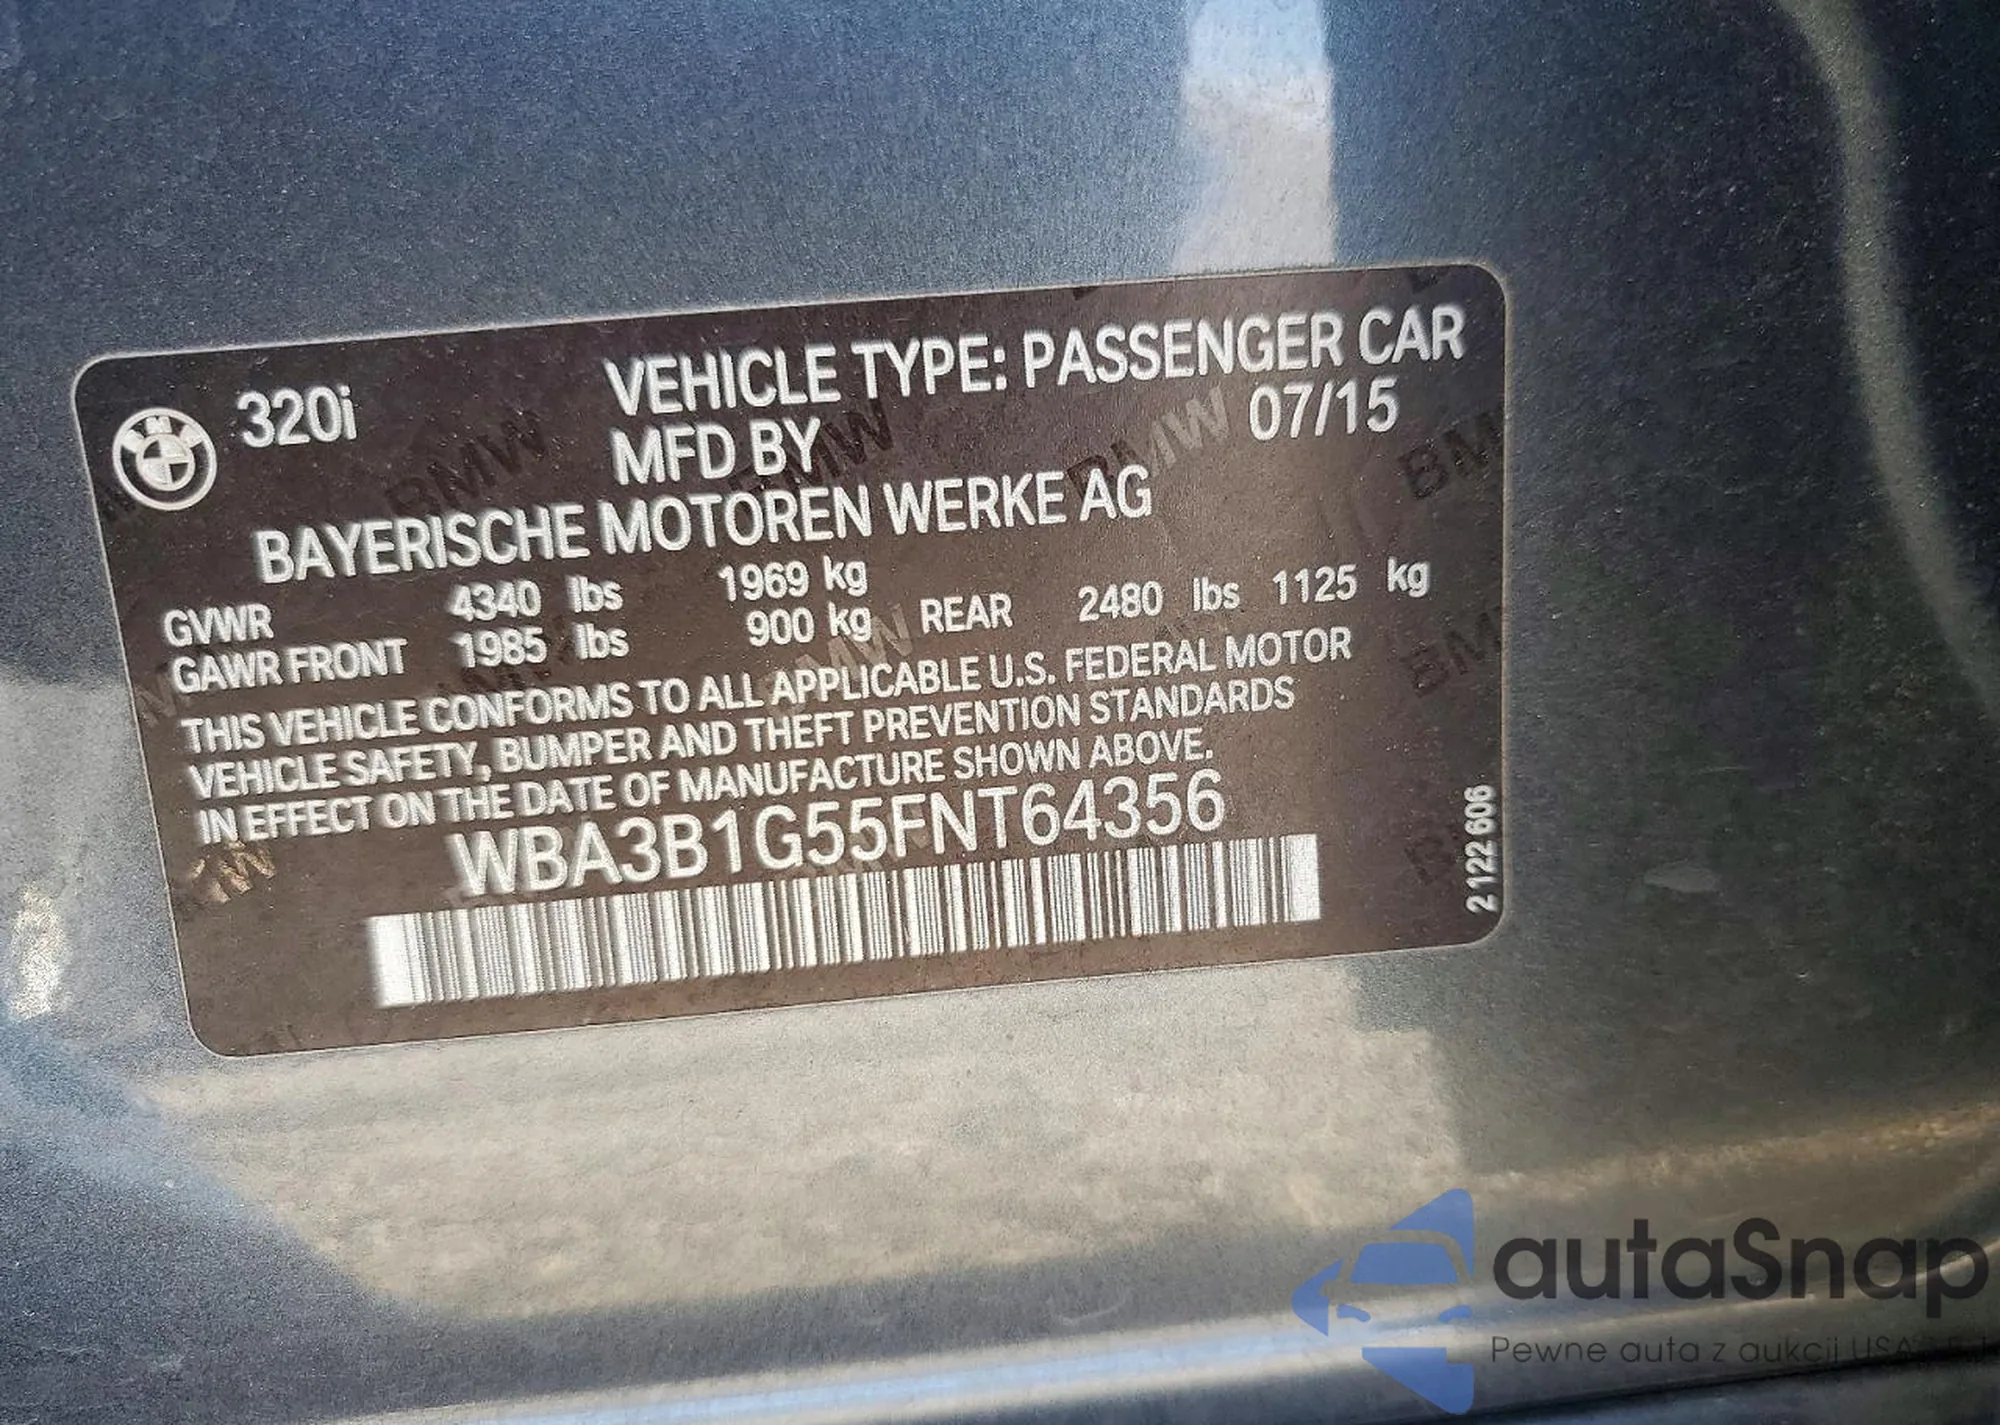 320i
VEHICLE TYPE: PASSENGER CAR
MFD BY 07/15
BAYERISCHE MOTOREN WERKE AG
GVWR 4340 lbs 1969 kg
GAWR FRONT 1985 lbs 900 kg REAR 2480 lbs 1125 kg
THIS VEHICLE CONFORMS TO ALL APPLICABLE U.S. FEDERAL MOTOR
VEHICLE SAFETY, BUMPER AND THEFT PREVENTION STANDARDS
IN EFFECT ON THE DATE OF MANUFACTURE SHOWN ABOVE.
WBA3B1G55FNT64356
2 122 606
autaSnap
Pewne auta z aukcji USA